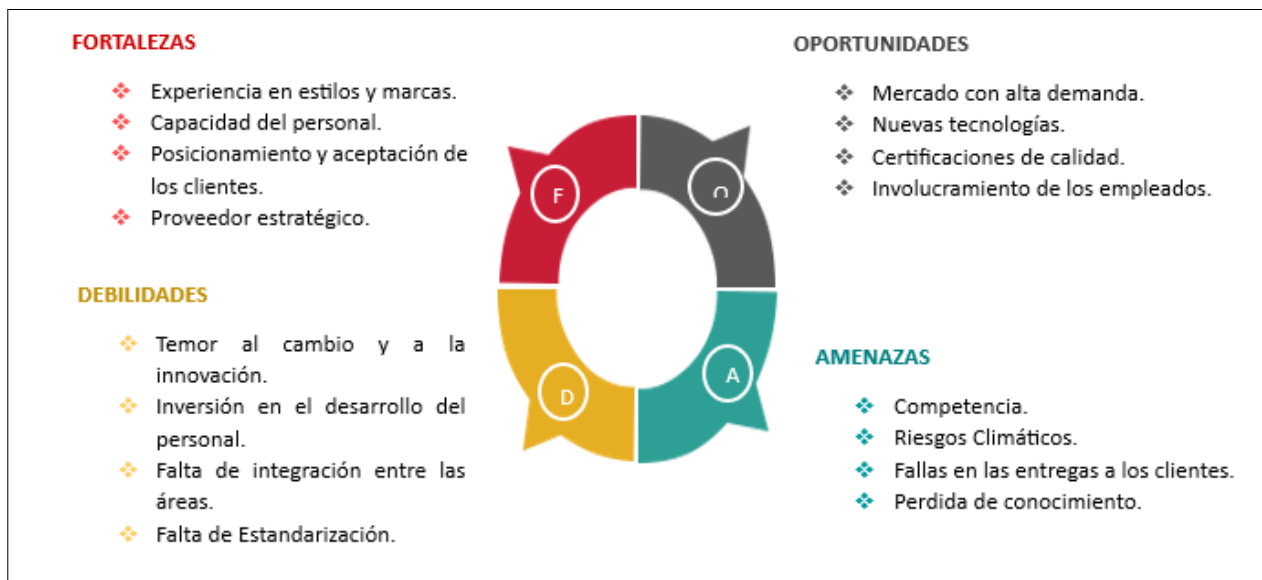 FORTALEZAS
Experiencia en estilos y marcas.
Capacidad del personal.
Posicionamiento y aceptación de
los clientes.
Proveedor estratégico.
OPORTUNIDADES
Mercado con alta demanda.
Nuevas tecnologías.
Certificaciones de calidad.
Involucramiento de los empleados.
F
O
D
A
DEBILIDADES
Temor al cambio y a la
innovación.
Inversión en el desarrollo del
personal.
Falta de integración entre las
áreas.
Falta de Estandarización.
AMENAZAS
Competencia.
Riesgos Climáticos.
Fallas en las entregas a los clientes.
Perdida de conocimiento.